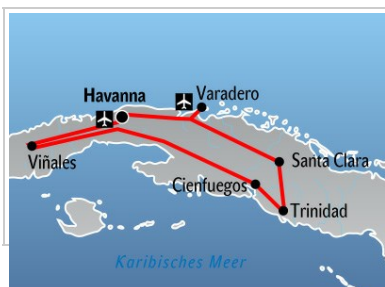 Varadero
Havanna
Viñales
Santa Clara
Cienfuegos
Trinidad
Karibisches Meer